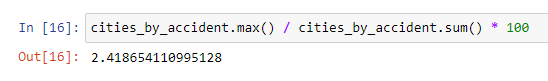 In [16]: cities_by_accident.max() / cities_by_accident.sum() * 100
Out[16]: 2.418654110995128